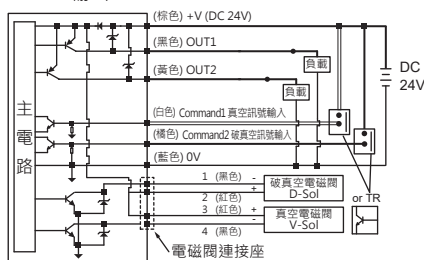 (棕色) +V (DC 24V)
(黑色) OUT1
(黃色) OUT2
負載
負載
DC
24V
主電路
(白色) Command1 真空訊號輸入
(橘色) Command2 破真空訊號輸入
(藍色) 0V
1 (黑色) -
+
2 (紅色)
破真空電磁閥
D-Sol
3 (紅色) +
-
4 (黑色)
真空電磁閥
V-Sol
or TR
電磁閥連接座